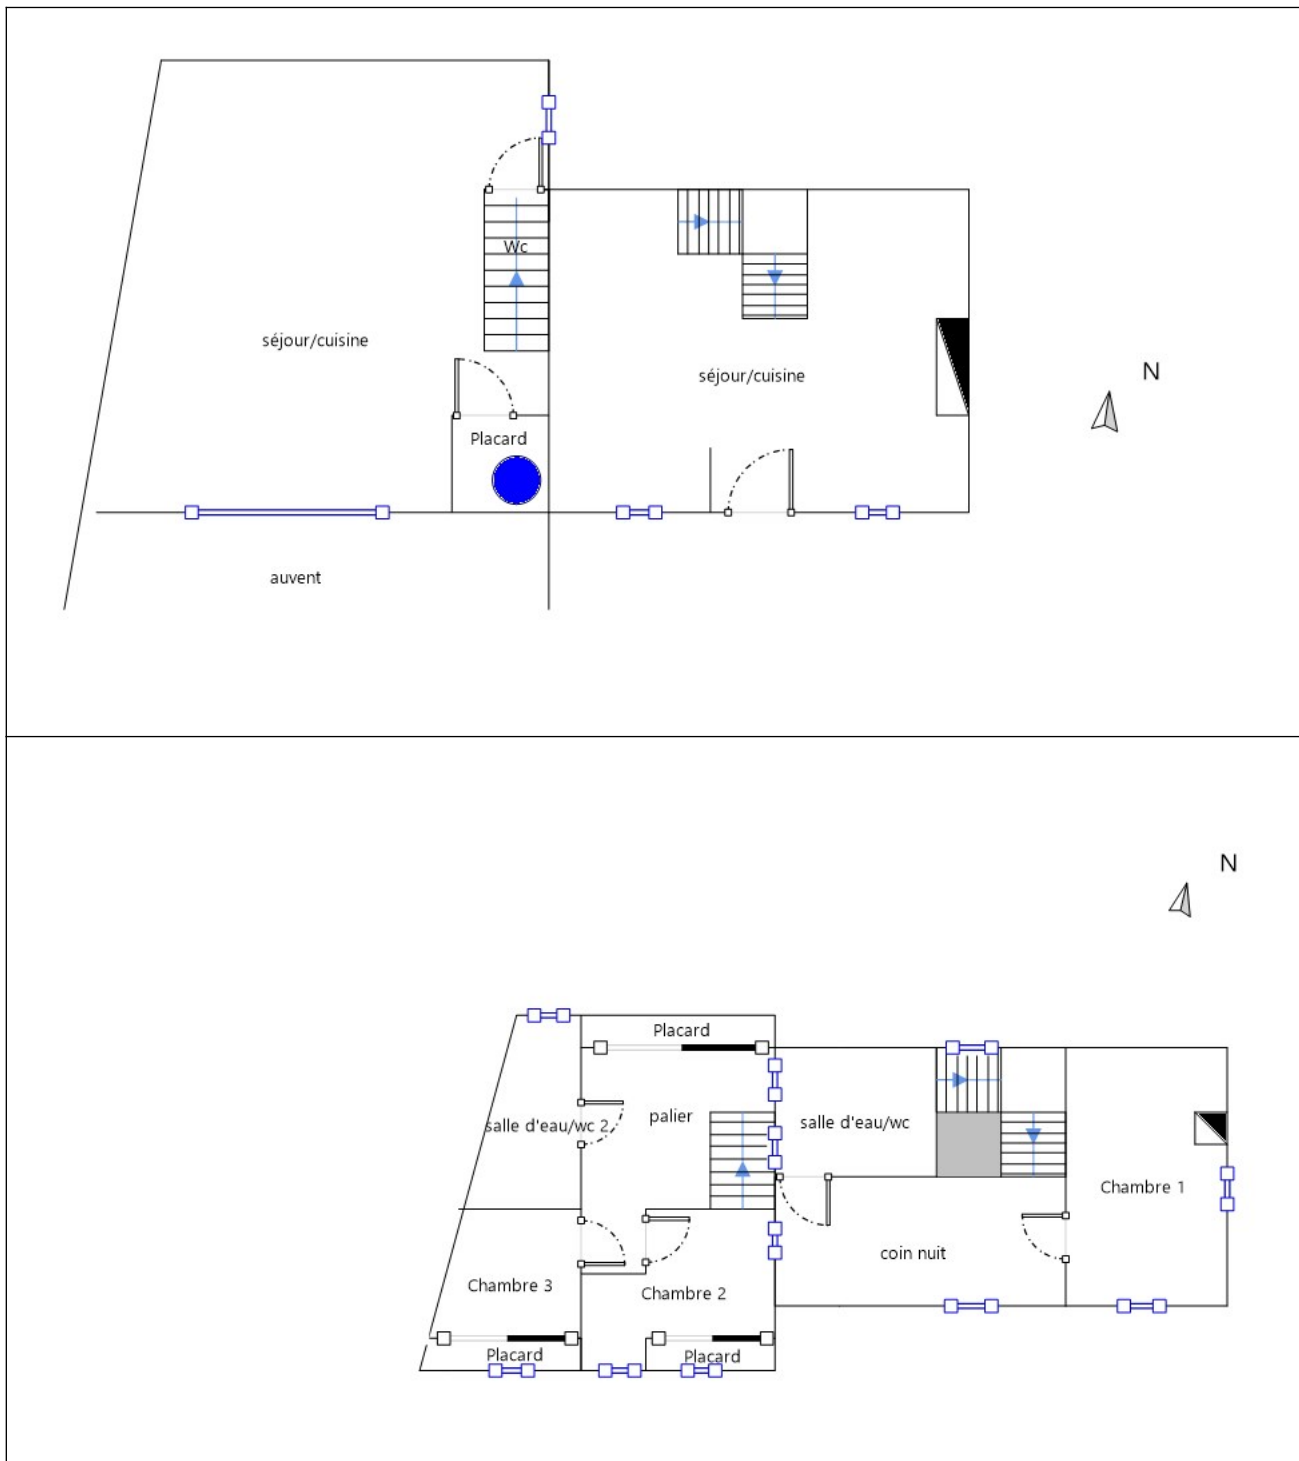 Wc
séjour/cuisine
séjour/cuisine
N
Placard
auvent
N
Placard
palier
salle d'eau/wc 2
salle d'eau/wc
Chambre 1
coin nuit
Chambre 3
Chambre 2
Placard
Placard